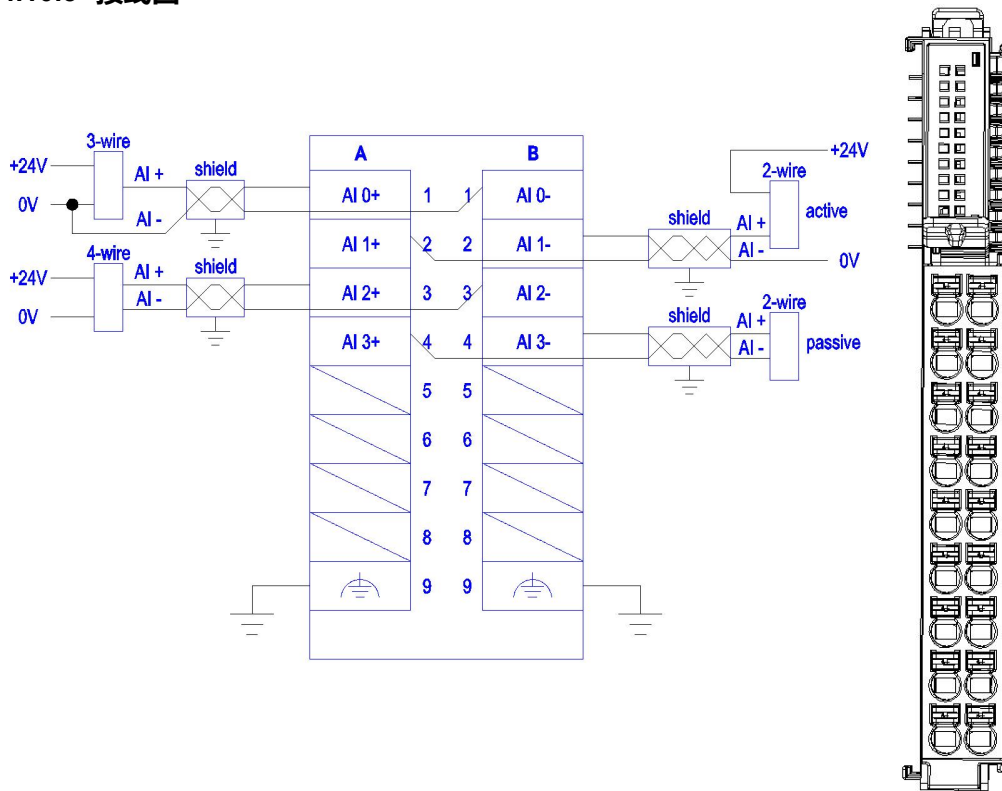 接线图
3-wire
+24V
AI +
shield
0V
AI -
4-wire
+24V
AI +
shield
AI -
0V
A
B
AI 0+
1
1
AI 0-
AI 1+
2
2
AI 1-
AI 2+
3
3
AI 2-
AI 3+
4
4
AI 3-
5
5
6
6
7
7
8
8
9
9
+24V
2-wire
shield
AI +
active
AI -
0V
2-wire
shield
AI +
AI -
passive